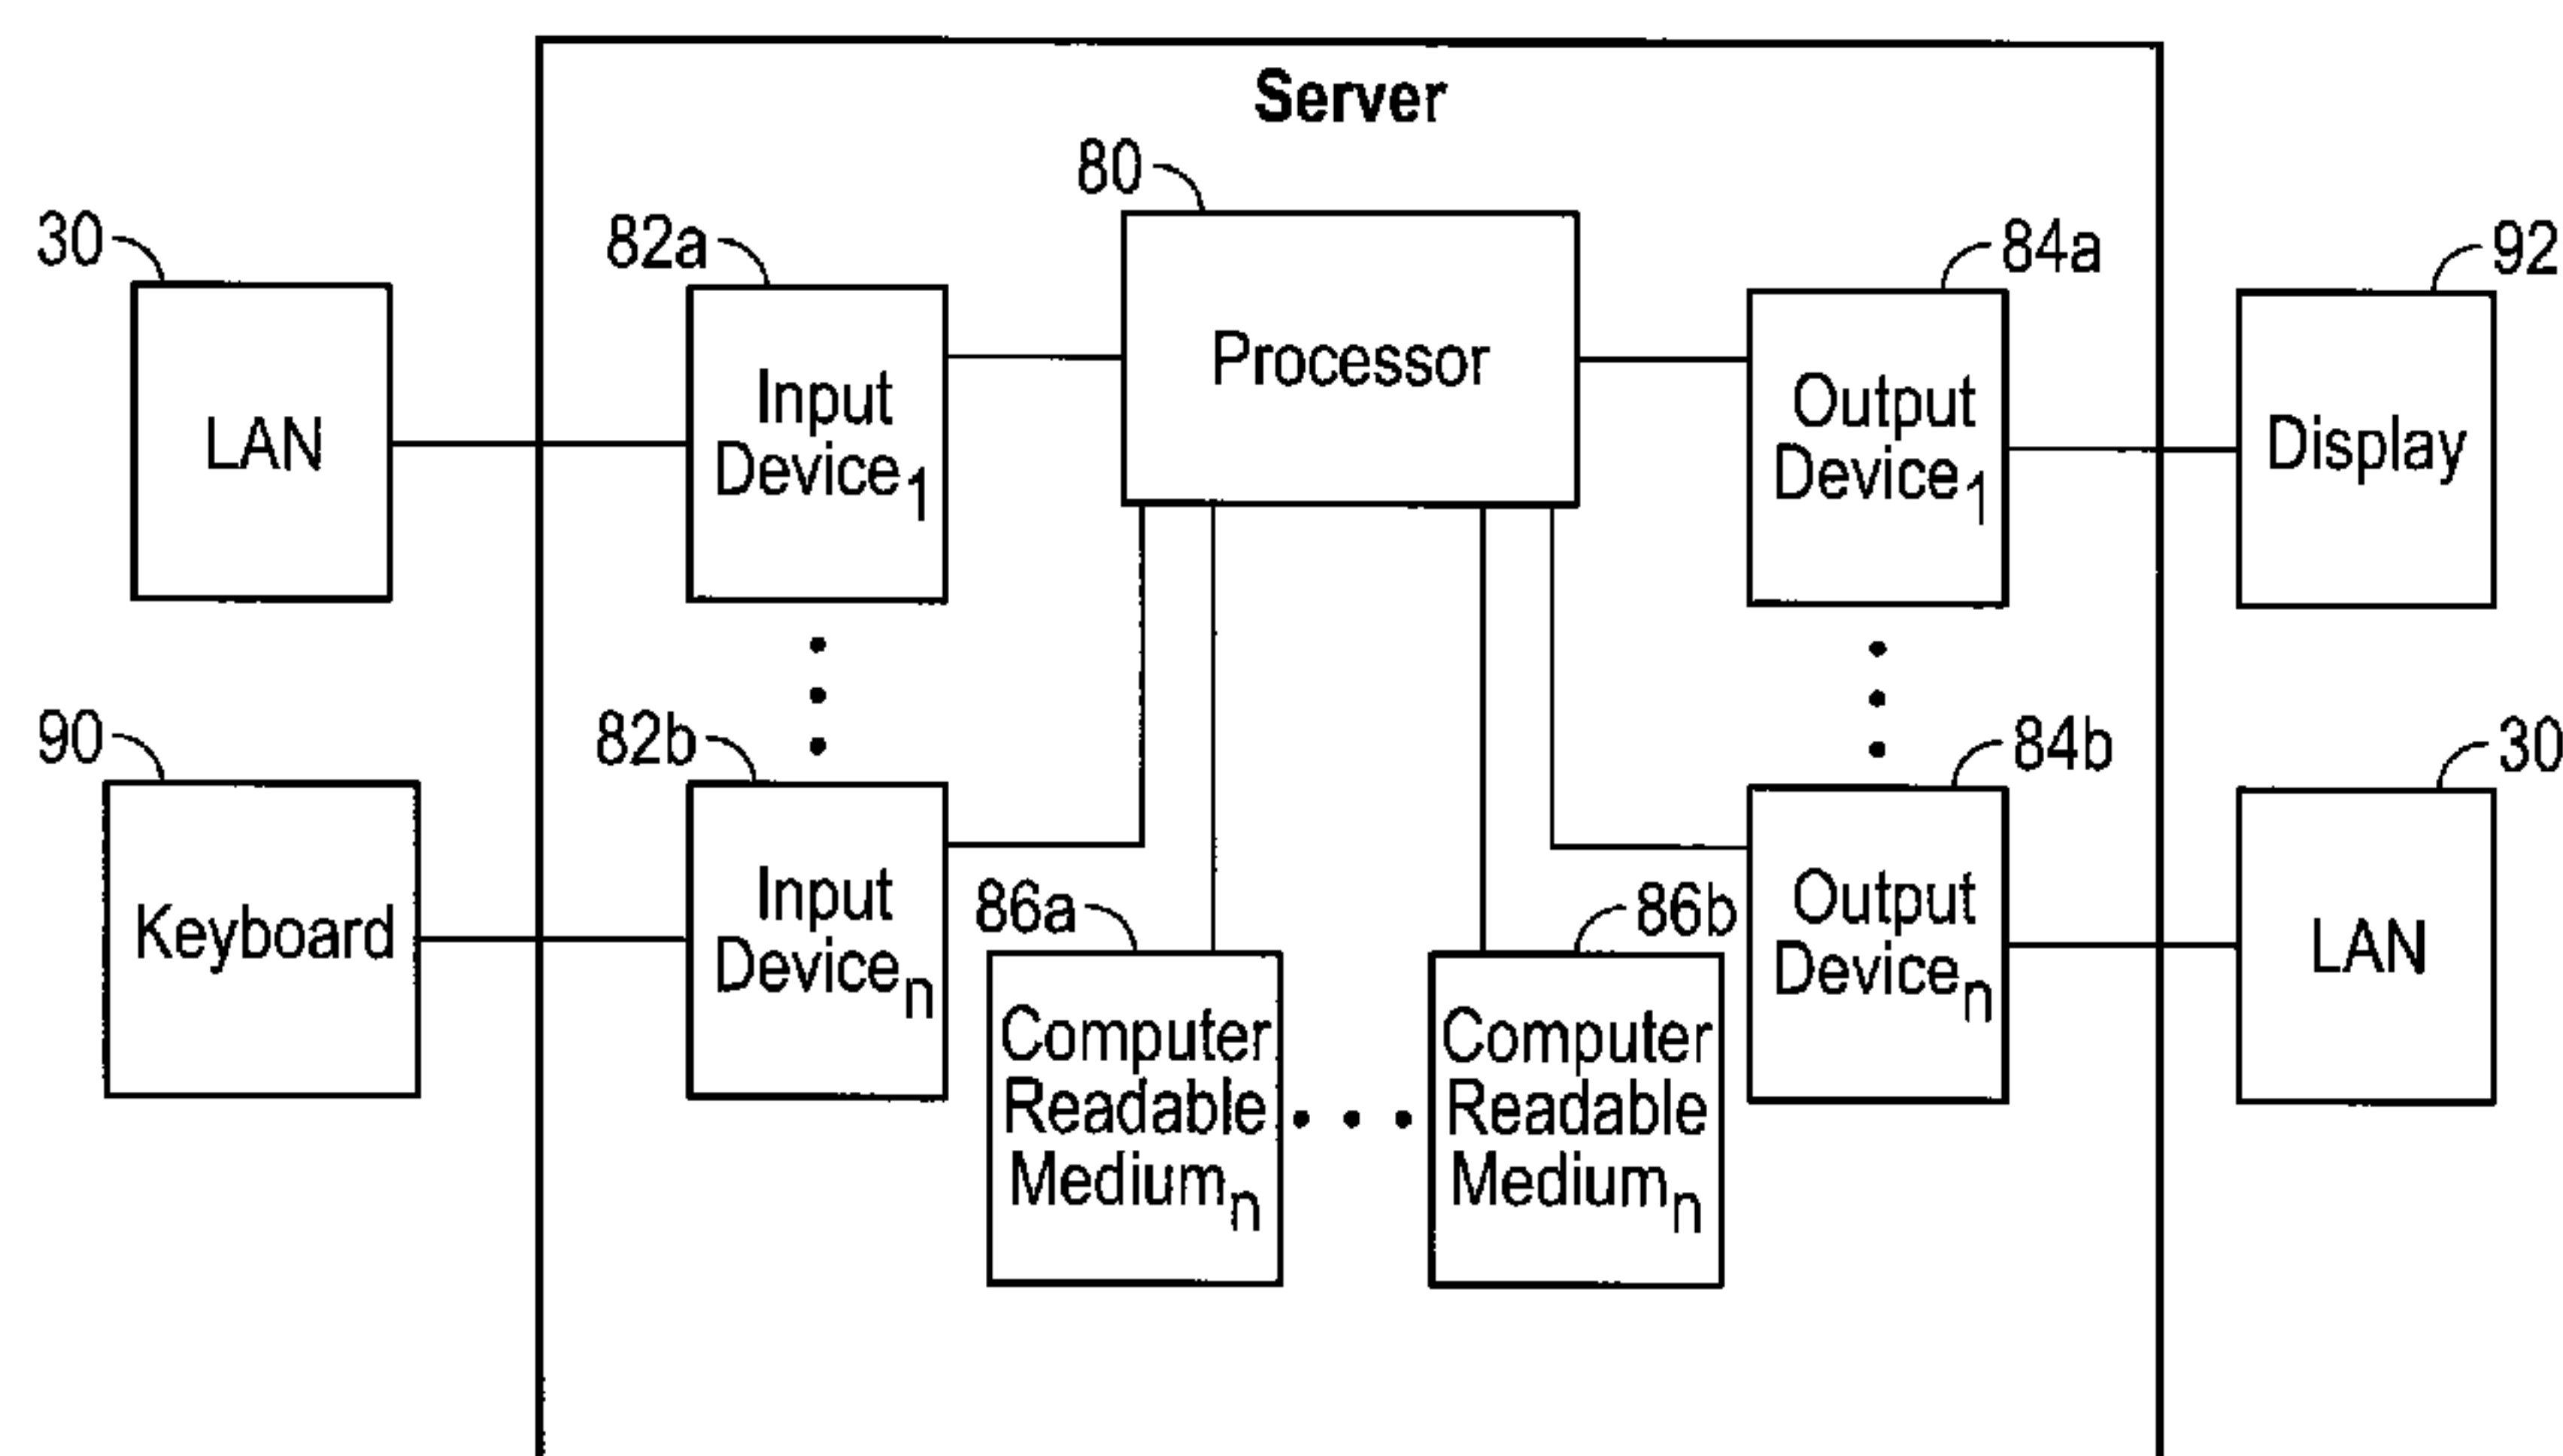 Server
80
30
82a
84a
92
LAN
Input
Device1
Processor
Output
Device1
Display
90
82b
84b
30
Keyboard
Input
Devicen
86a
Computer
Readable
Mediumn
86b
Computer
Readable
Mediumn
Output
Devicen
LAN